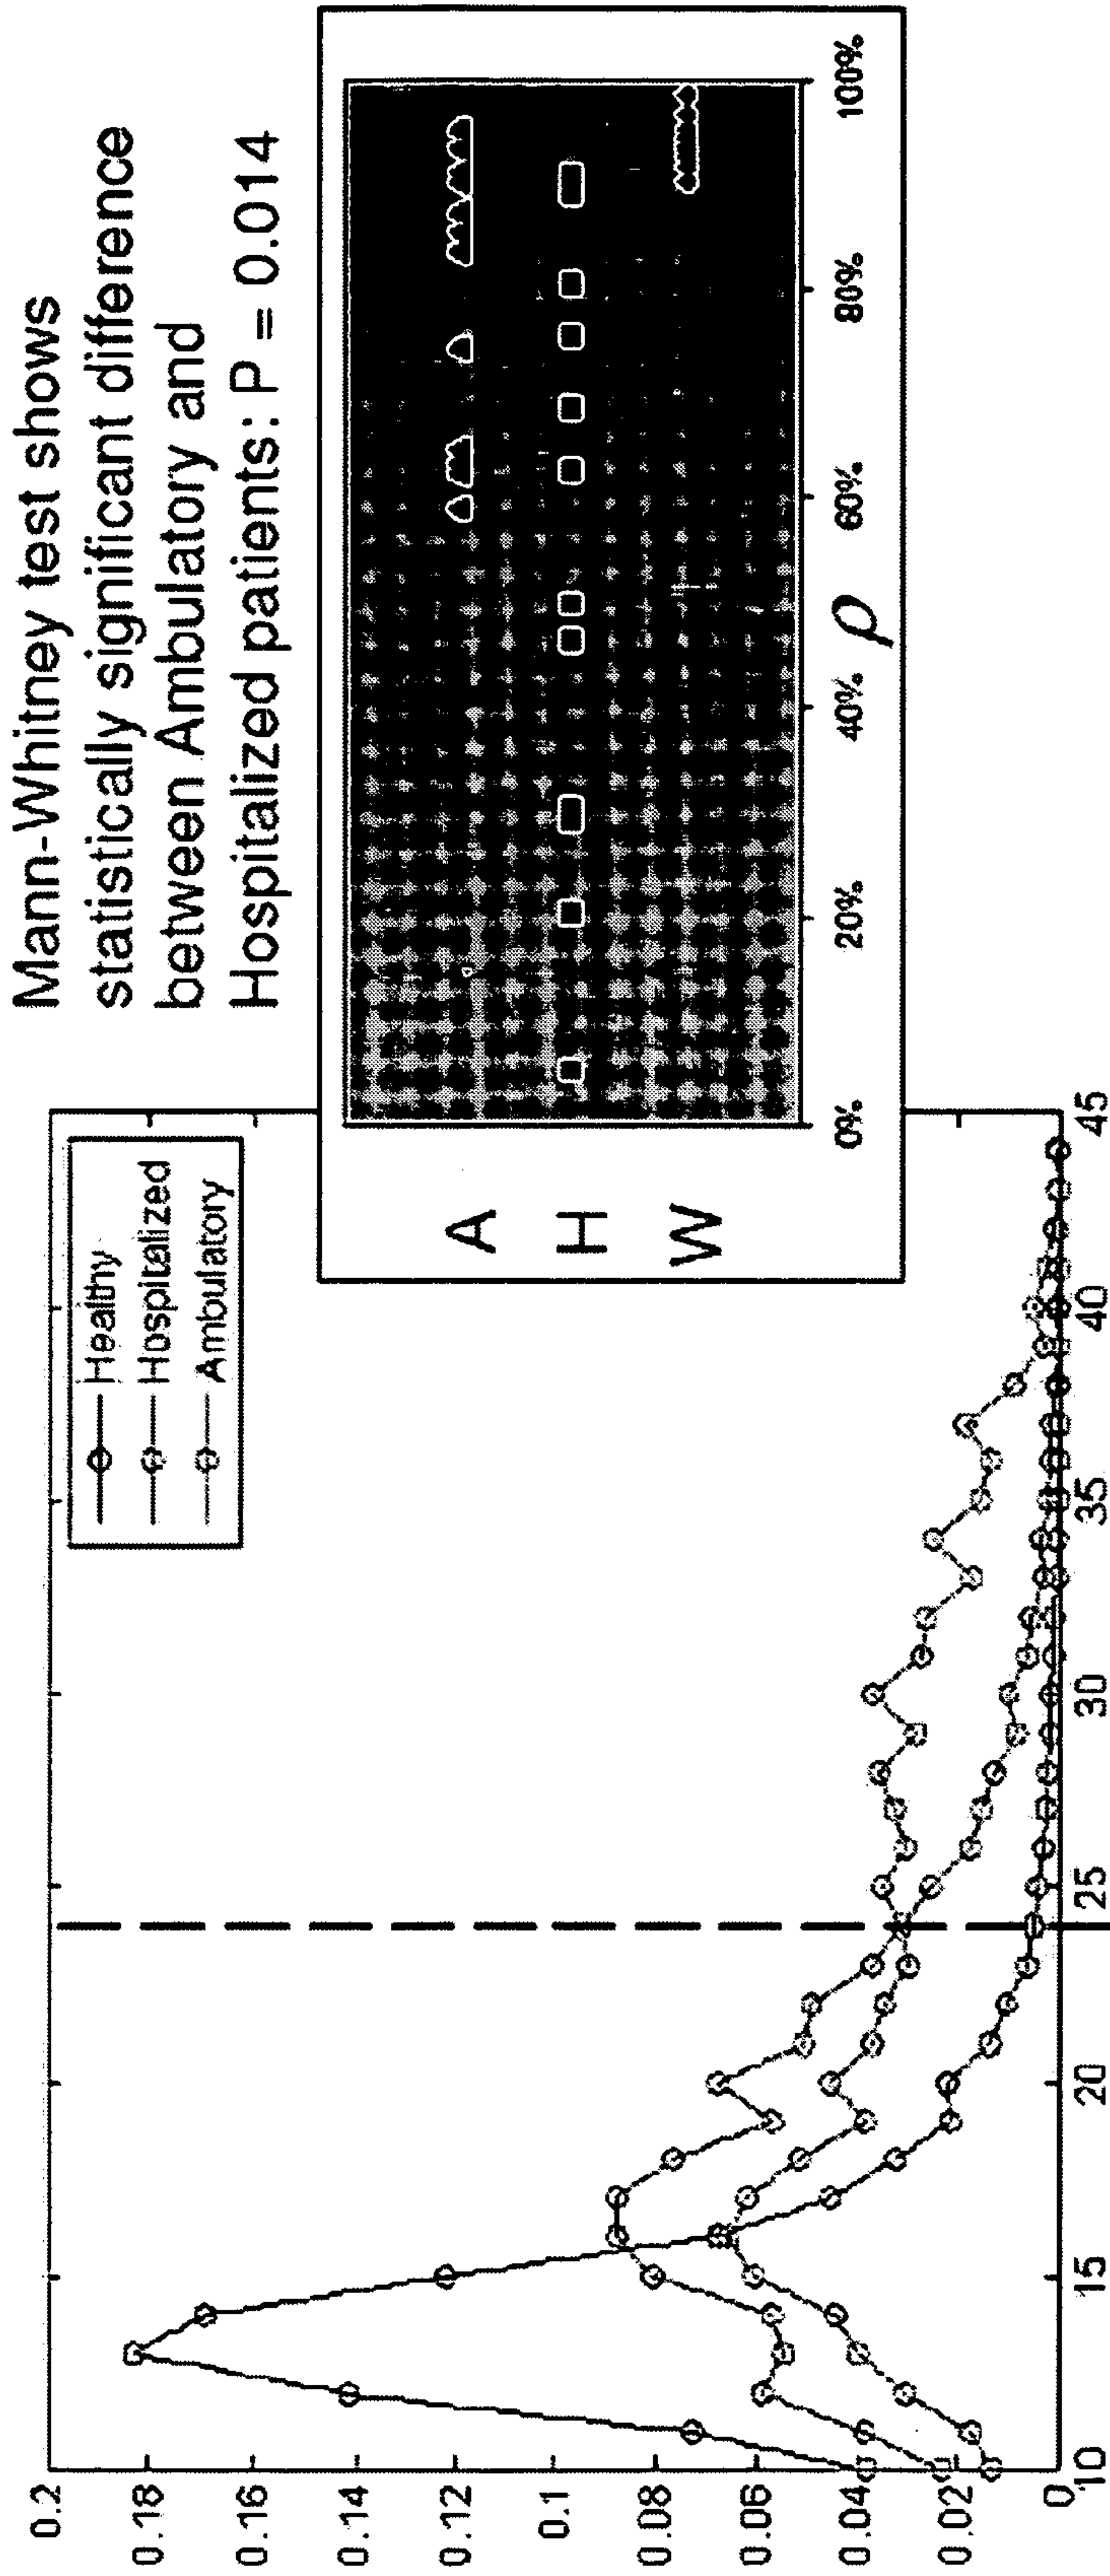 Mann-Whitney test shows
statistically significant difference
between Ambulatory and
Hospitalized patients: P = 0.014
Healthy
Hospitalized
Ambulatory
0.2
0.18
0.16
0.14
0.12
0.1
0.08
0.06
0.04
0.02
0
10
15
20
25
30
35
40
45
A
H
W
0%
20%
40%
60%
80%
100%
ρ